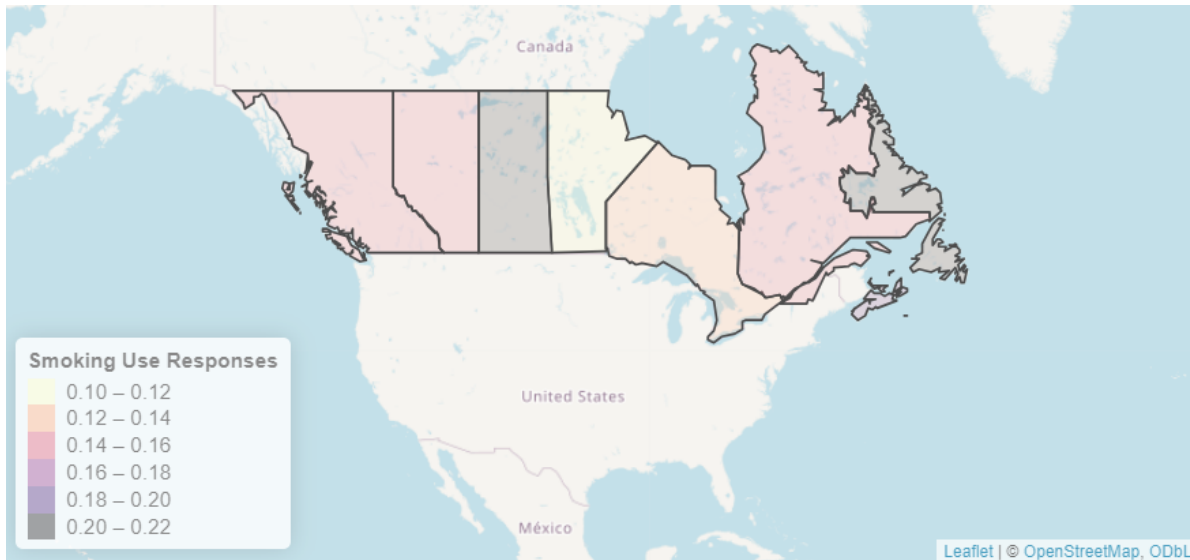 Canada
United States
México
Smoking Use Responses
0.10 – 0.12
0.12 – 0.14
0.14 – 0.16
0.16 – 0.18
0.18 – 0.20
0.20 – 0.22
Leaflet | © OpenStreetMap, ODbL